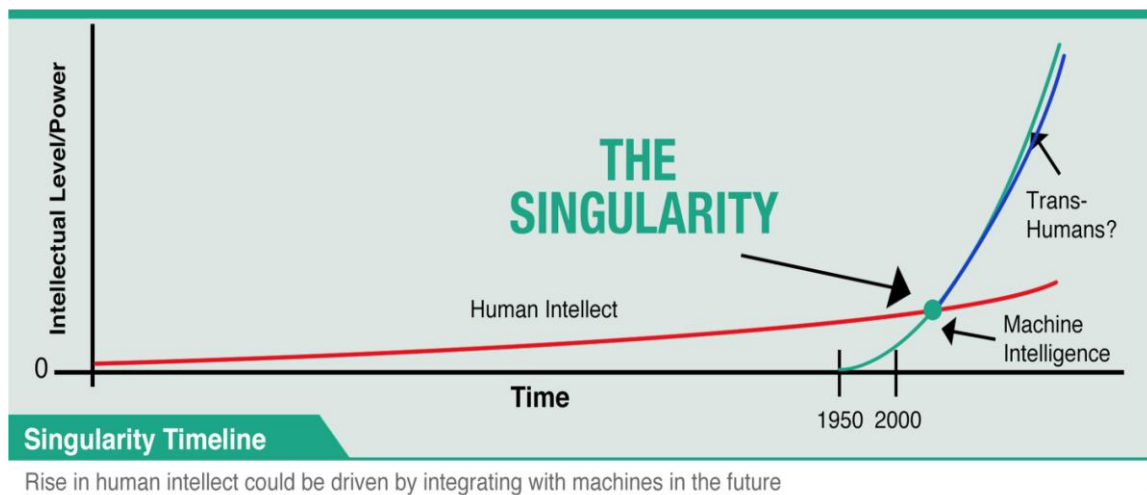 Intellectual Level/Power
THE
SINGULARITY
Trans-
Humans?
Human Intellect
Machine
Intelligence
0
Time
1950 2000
Singularity Timeline
Rise in human intellect could be driven by integrating with machines in the future